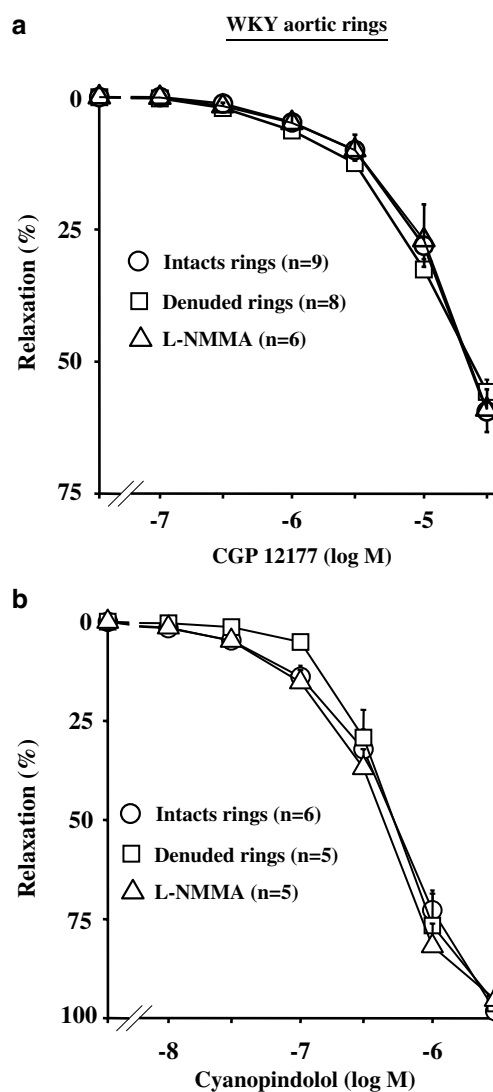 a
WKY aortic rings
0
25
50
75
Relaxation (%)
Intacts rings (n=9)
Denuded rings (n=8)
L-NMMA (n=6)
-7 -6 -5
CGP 12177 (log M)
b
0
25
50
75
100
Relaxation (%)
Intacts rings (n=6)
Denuded rings (n=5)
L-NMMA (n=5)
-8 -7 -6
Cyanopindolol (log M)